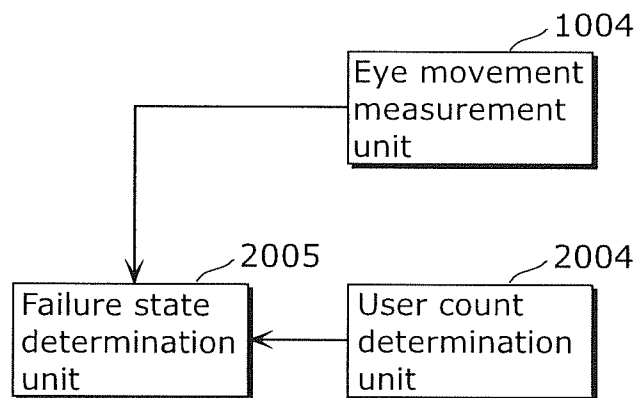 1004
Eye movement
measurement
unit
2005
Failure state
determination
unit
2004
User count
determination
unit